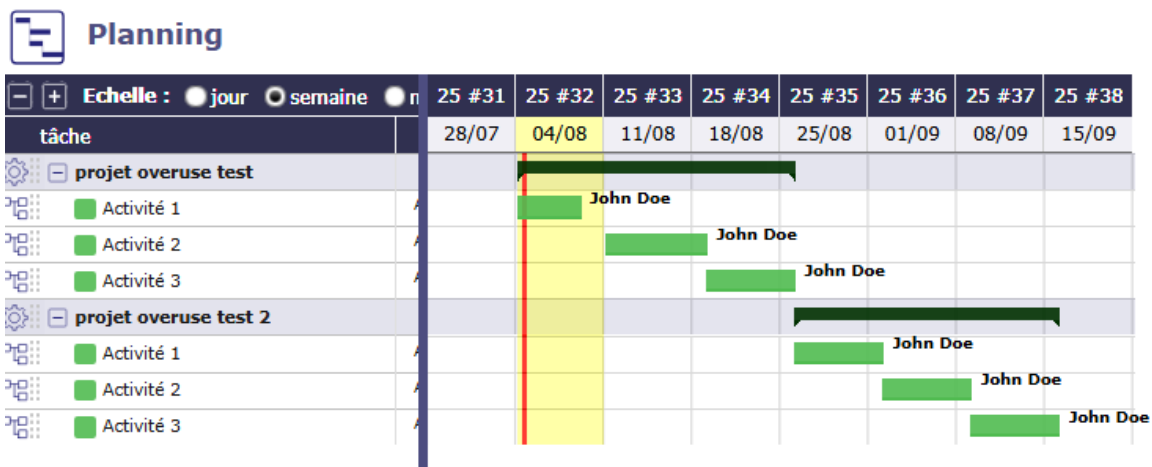 Planning
Echelle : jour semaine 25 #31 25 #32 25 #33 25 #34 25 #35 25 #36 25 #37 25 #38
tâche 28/07 04/08 11/08 18/08 25/08 01/09 08/09 15/09
projet overuse test
Activité 1 John Doe
Activité 2 John Doe
Activité 3 John Doe
projet overuse test 2
Activité 1 John Doe
Activité 2 John Doe
Activité 3 John Doe